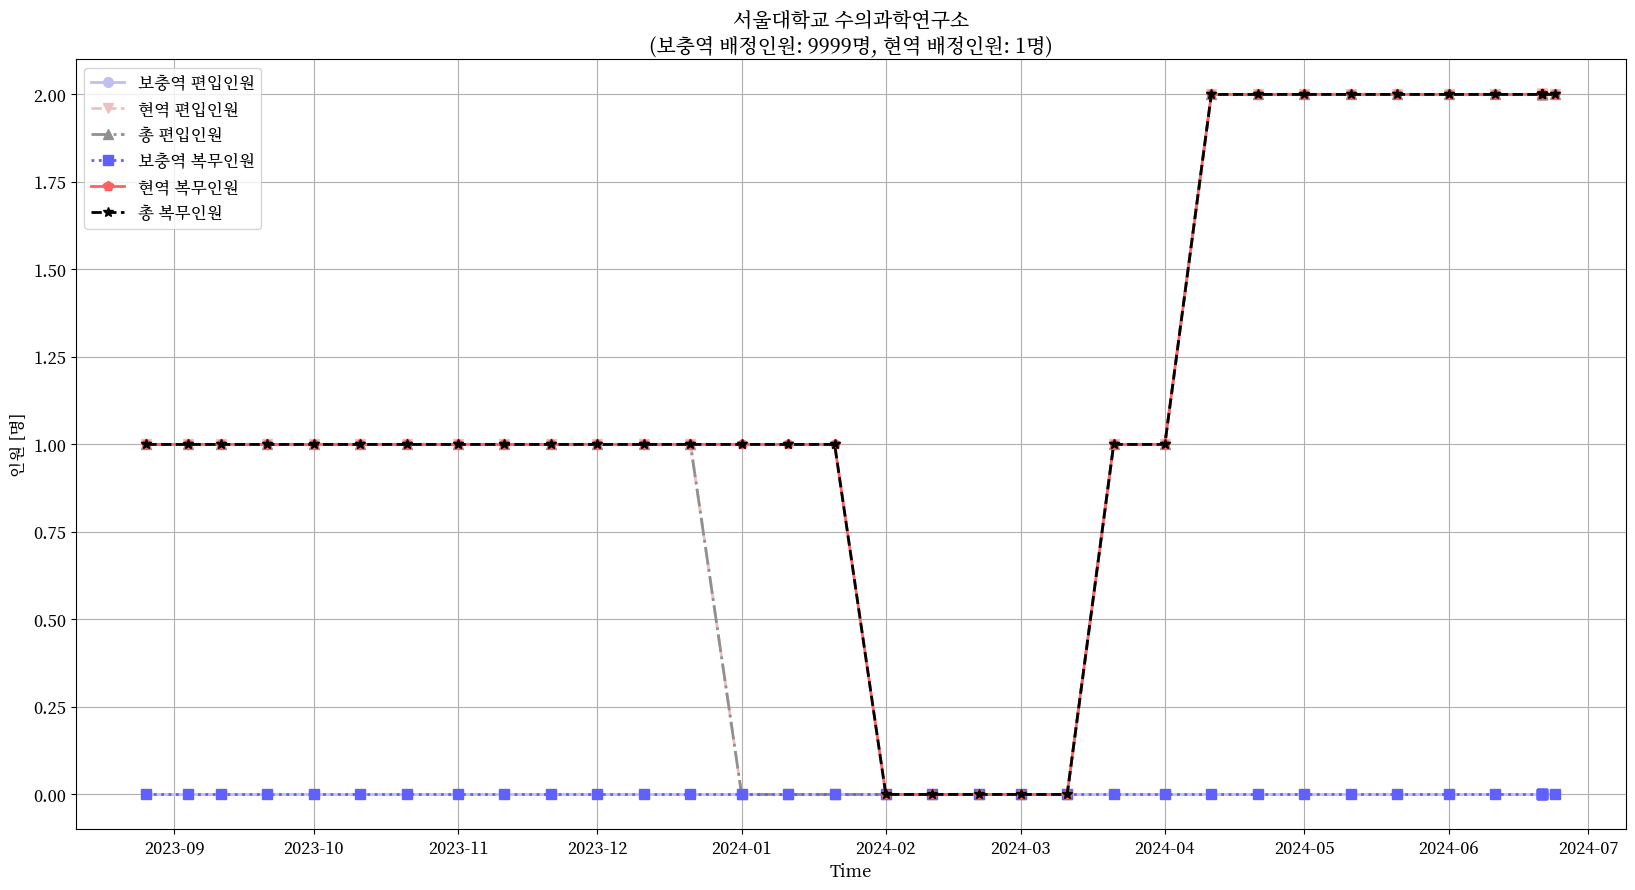 서울대학교 수의과학연구소
(보충역 배정인원: 9999명, 현역 배정인원: 1명)
보충역 편입인원
현역 편입인원
총 편입인원
보충역 복무인원
현역 복무인원
총 복무인원
2.00
1.75
1.50
1.25
1.00
0.75
0.50
0.25
0.00
인원 [명]
2023-09 2023-10 2023-11 2023-12 2024-01 2024-02 2024-03 2024-04 2024-05 2024-06 2024-07
Time